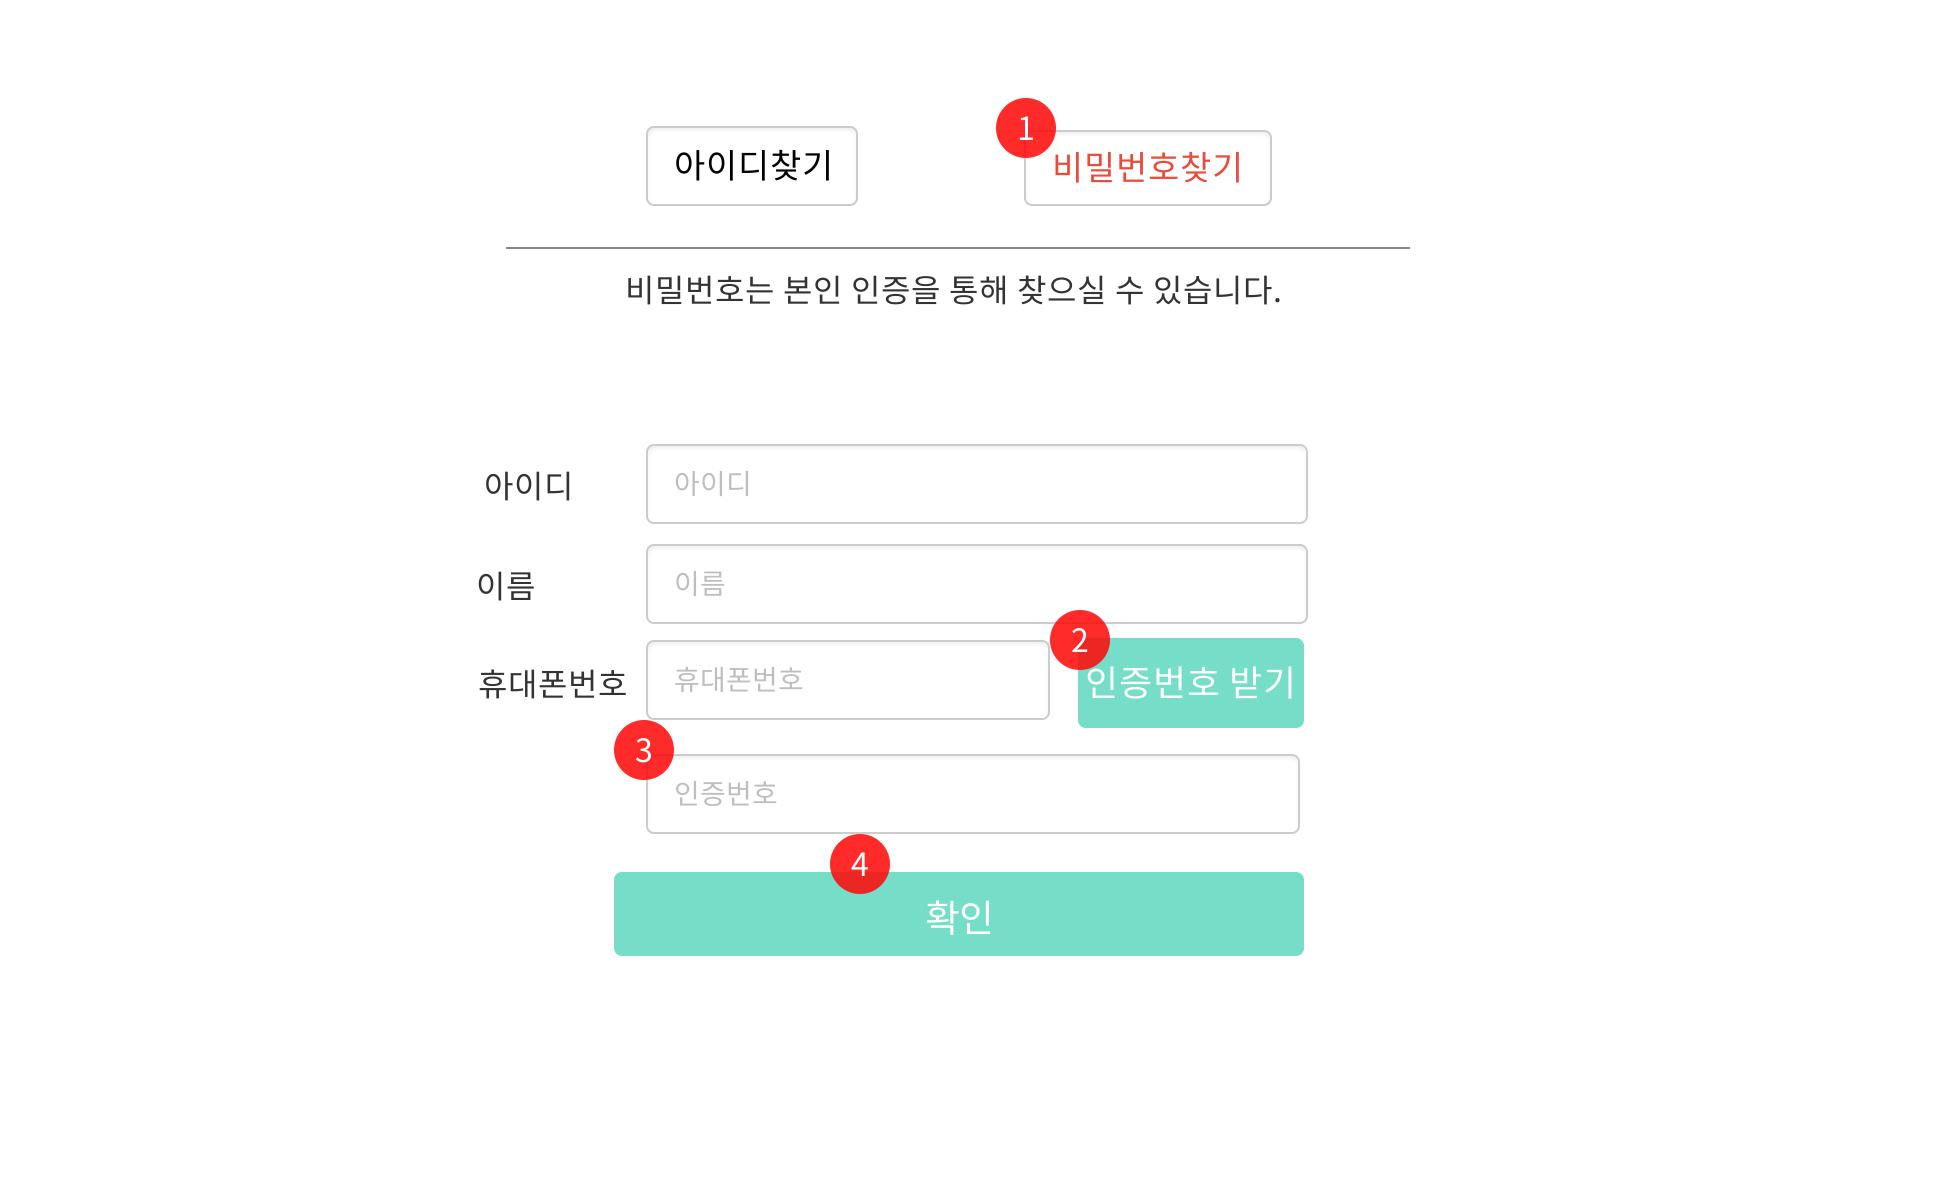 아이디찾기
1
비밀번호찾기
비밀번호는 본인 인증을 통해 찾으실 수 있습니다.
아이디
아이디
이름
이름
휴대폰번호
휴대폰번호
2
인증번호 받기
3
인증번호
4
확인